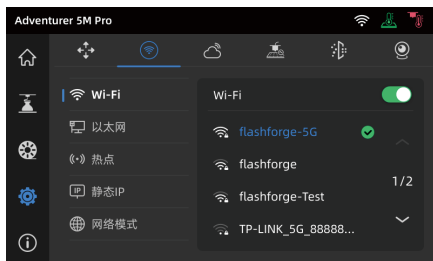 Adventurer 5M Pro
Wi-Fi
以太网
热点
IP 静态IP
网络模式
Wi-Fi
flashforge-5G
flashforge
flashforge-Test
TP-LINK_5G_88888...
1/2